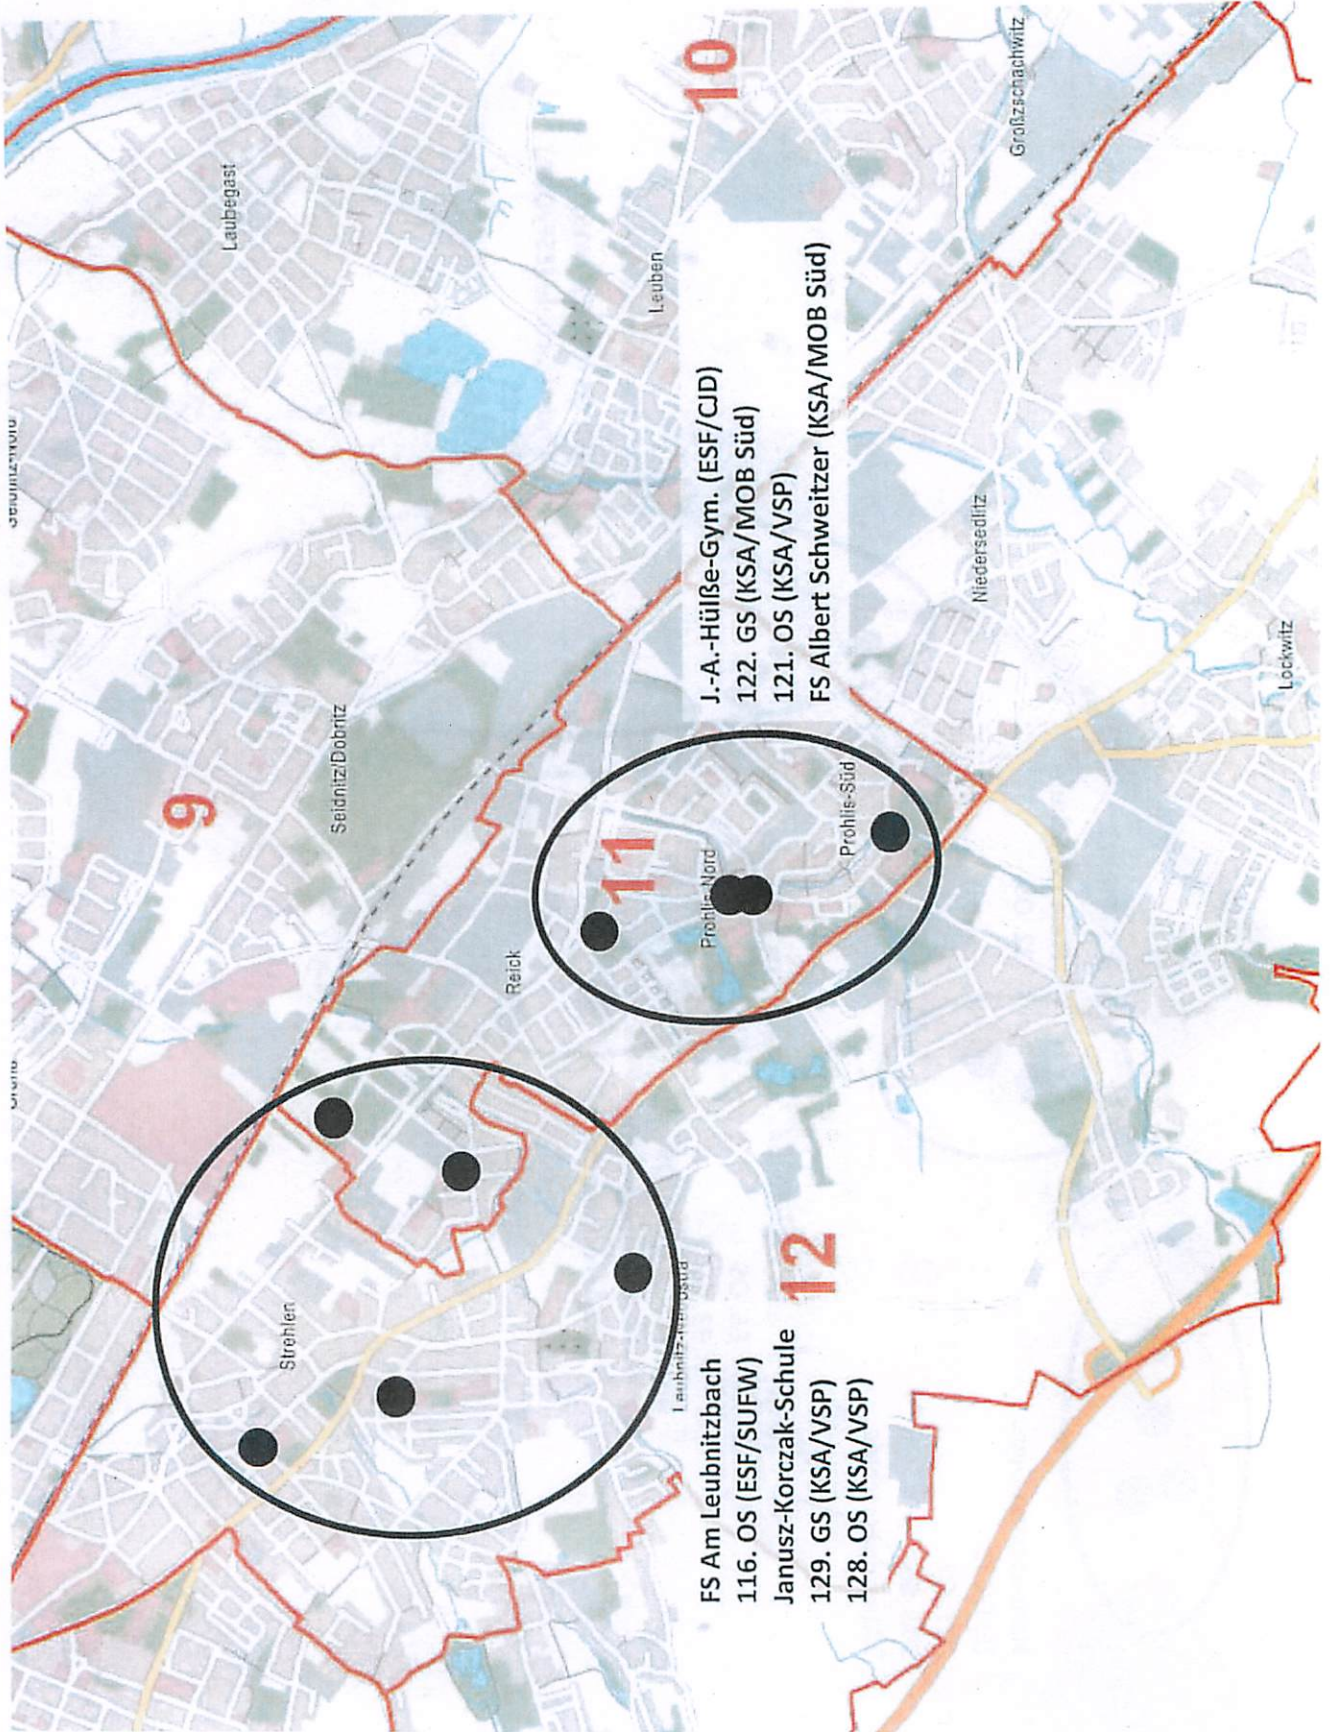 Laubegast
10
Großzschachwitz
Leuben
9
Seidnitz/Dobritz
J.-A.-Hülße-Gym. (ESF/CJD)
122. GS (KSA/MOB Süd)
121. OS (KSA/VSP)
FS Albert Schweitzer (KSA/MOB Süd)
Niedersedlitz
Lockwitz
Reick
11
Prohlis-Nord
Prohlis-Süd
Strehlen
12
FS Am Leubnitzbach
116. OS (ESF/SUFW)
Janusz-Korczak-Schule
129. GS (KSA/VSP)
128. OS (KSA/VSP)